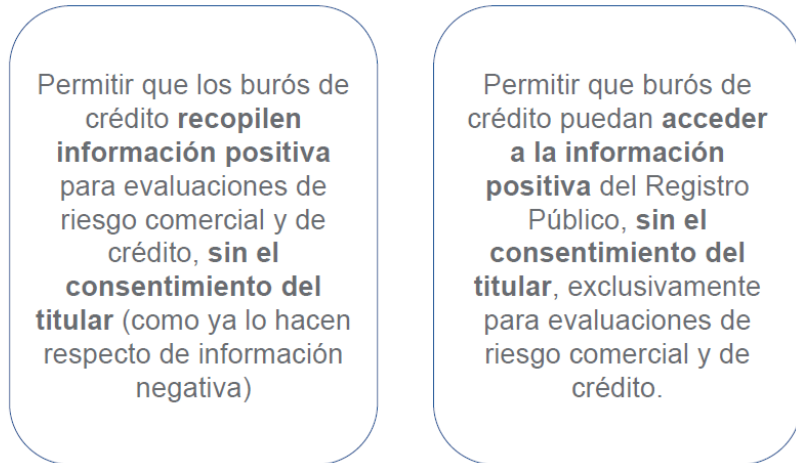 Permitir que los burós de
crédito recopilen
información positiva
para evaluaciones de
riesgo comercial y de
crédito, sin el
consentimiento del
titular (como ya lo hacen
respecto de información
negativa)
Permitir que burós de
crédito puedan acceder
a la información
positiva del Registro
Público, sin el
consentimiento del
titular, exclusivamente
para evaluaciones de
riesgo comercial y de
crédito.